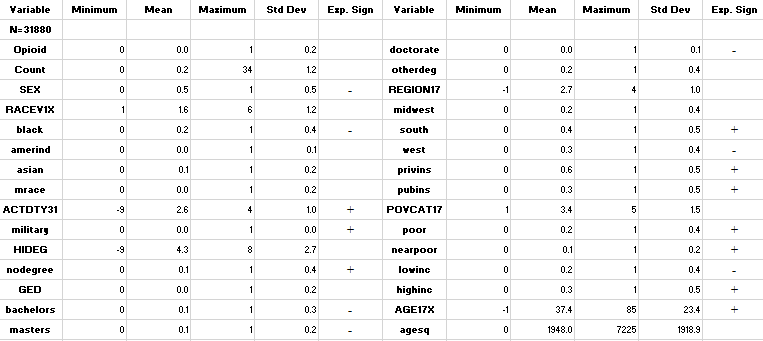 Variable Minimum Mean Maximum Std Dev Exp. Sign Variable Minimum Mean Maximum Std Dev Exp. Sign
N=31880
Opioid 0 0.0 1 0.2 doctorate 0 0.0 1 0.1 -
Count 0 0.2 34 1.2 otherdeg 0 0.2 1 0.4
SEX 0 0.5 1 0.5 - REGION17 -1 2.7 4 1.0
RACEV1X 1 1.6 6 1.2 midwest 0 0.2 1 0.4
black 0 0.2 1 0.4 - south 0 0.4 1 0.5 +
amerind 0 0.0 1 0.1 west 0 0.3 1 0.4 -
asian 0 0.1 1 0.2 privins 0 0.6 1 0.5 +
mrace 0 0.0 1 0.2 pubins 0 0.3 1 0.5 +
ACTDTY31 -9 2.6 4 1.0 + POVCAT17 1 3.4 5 1.5
military 0 0.0 1 0.0 + poor 0 0.2 1 0.4 +
HIDEG -9 4.3 8 2.7 nearpoor 0 0.1 1 0.2 +
nodegree 0 0.1 1 0.4 + lowinc 0 0.2 1 0.4 -
GED 0 0.0 1 0.2 highinc 0 0.3 1 0.5 +
bachelors 0 0.1 1 0.3 - AGE17X -1 37.4 85 23.4 +
masters 0 0.1 1 0.2 - agesq 0 1948.0 7225 1918.9